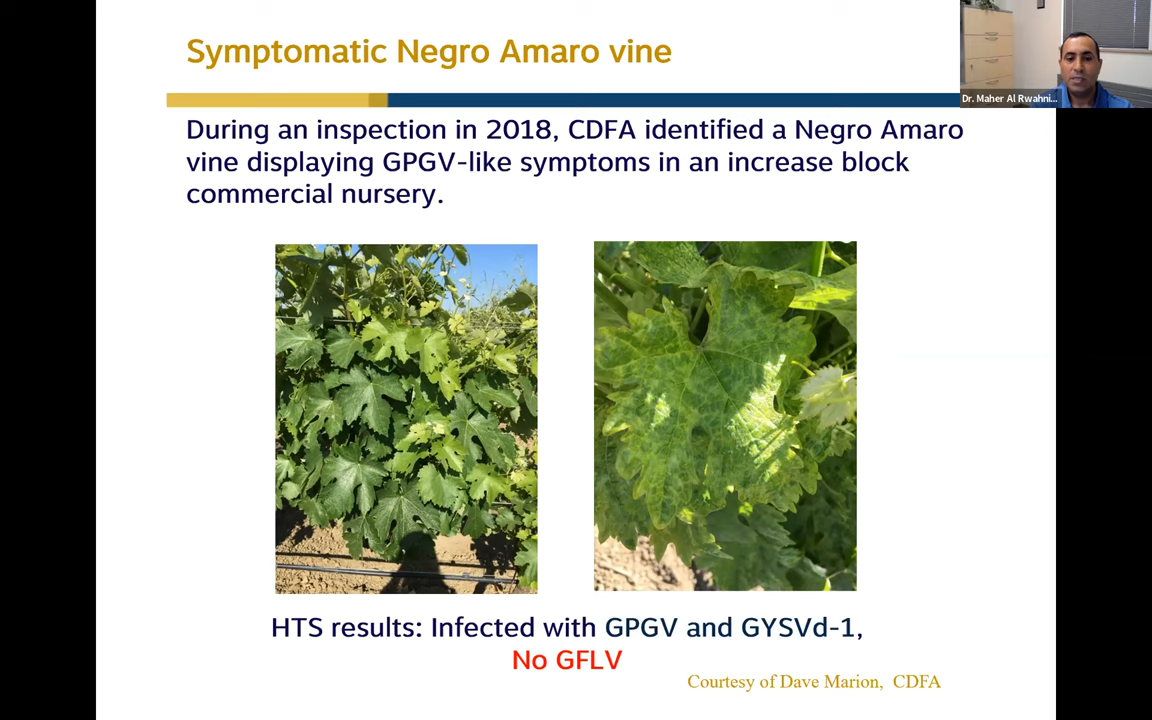 Symptomatic Negro Amaro vine
Dr. Maher Al Rwahni...
During an inspection in 2018, CDFA identified a Negro Amaro
vine displaying GPGV-like symptoms in an increase block
commercial nursery.
HTS results: Infected with GPGV and GYSVd-1,
No GFLV
Courtesy of Dave Marion, CDFA